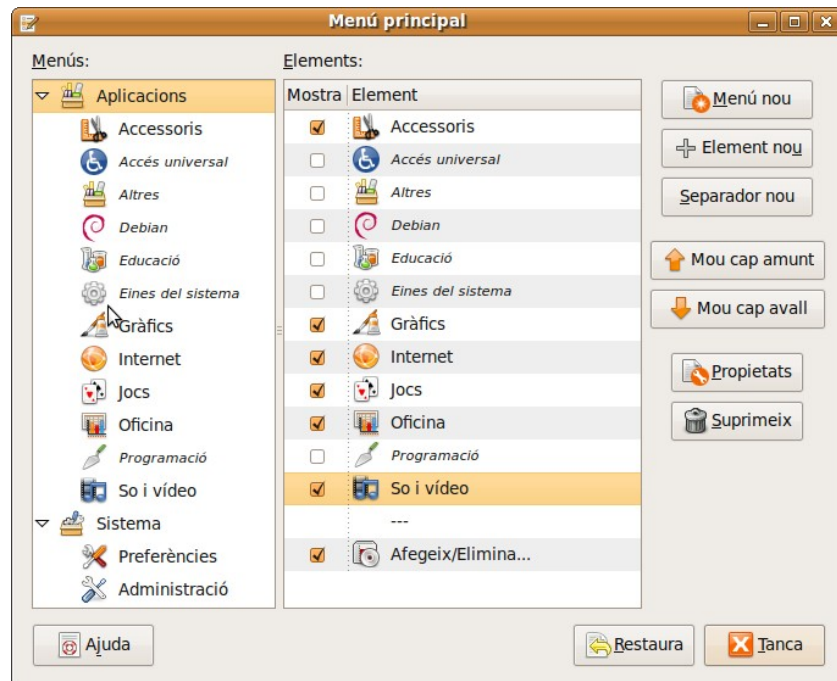 Menú principal
Menús:
Aplicacions
Accessoris
Accés universal
Altres
Debian
Educació
Eines del sistema
Gràfics
Internet
Jocs
Oficina
Programació
So i vídeo
Sistema
Preferències
Administració
Elements:
Mostra Element
Accessoris
Accés universal
Altres
Debian
Educació
Eines del sistema
Gràfics
Internet
Jocs
Oficina
Programació
So i vídeo
---
Afegeix/Elimina...
Menú nou
Element nou
Separador nou
Mou cap amunt
Mou cap avall
Propietats
Suprimeix
Ajuda
Restaura
Tanca